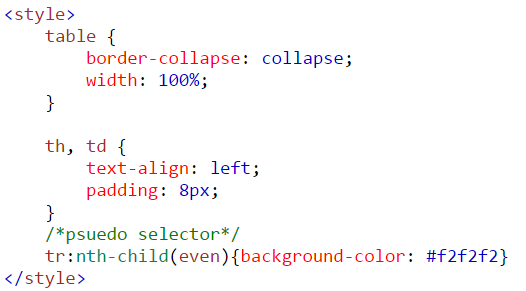 <style>
    table {
        border-collapse: collapse;
        width: 100%;
    }

    th, td {
        text-align: left;
        padding: 8px;
    }
    /*psuedo selector*/
    tr:nth-child(even){background-color: #f2f2f2}
</style>